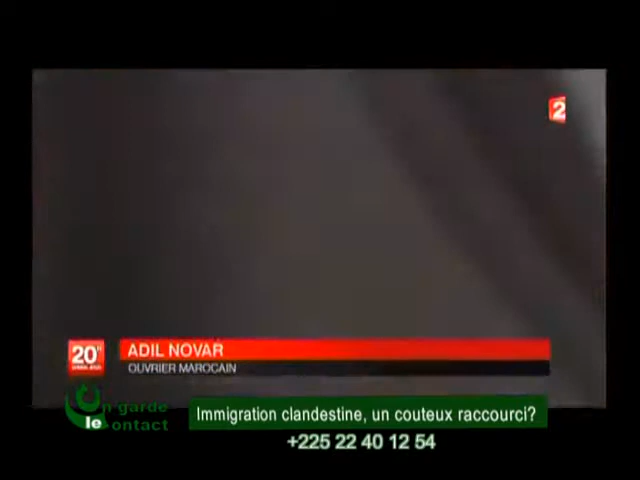 2
20H
ADIL NOVAR
OUVRIER MAROCAIN
On garde
le Contact
Immigration clandestine, un couteux raccourci?
+225 22 40 12 54